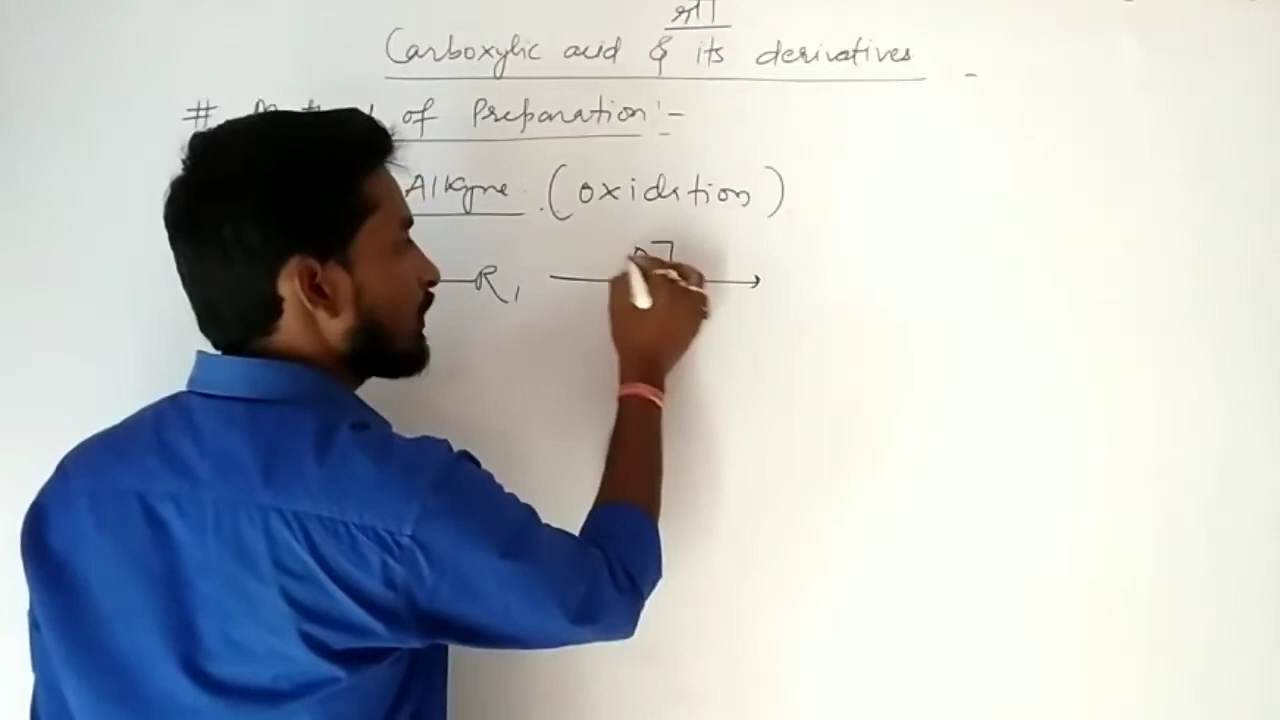 श्री
Carboxylic acid & its derivatives
# of Preparation :-
Alkyne (oxidation)
—R₁ ⟶